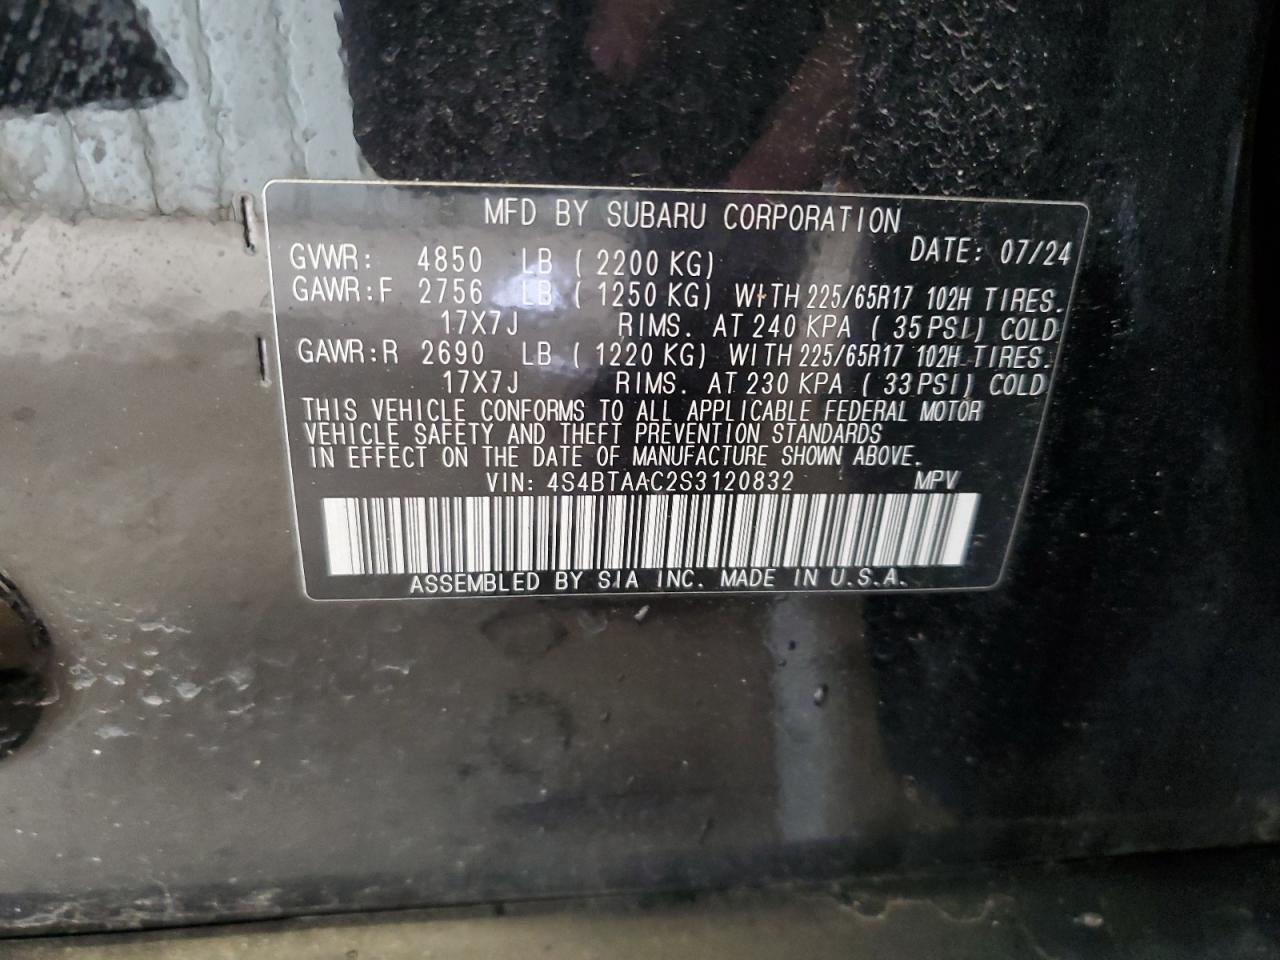 MFD BY SUBARU CORPORATION
DATE: 07/24
GVWR: 4850 LB ( 2200 KG)
GAWR:F 2756 LB ( 1250 KG) WITH 225/65R17 102H TIRES.
17X7J RIMS. AT 240 KPA ( 35 PSI) COLD
GAWR:R 2690 LB ( 1220 KG) WITH 225/65R17 102H TIRES.
17X7J RIMS. AT 230 KPA ( 33 PSI) COLD
THIS VEHICLE CONFORMS TO ALL APPLICABLE FEDERAL MOTOR
VEHICLE SAFETY AND THEFT PREVENTION STANDARDS
IN EFFECT ON THE DATE OF MANUFACTURE SHOWN ABOVE.
VIN: 4S4BTAAC2S3120832 MPV
ASSEMBLED BY SIA INC. MADE IN U.S.A.